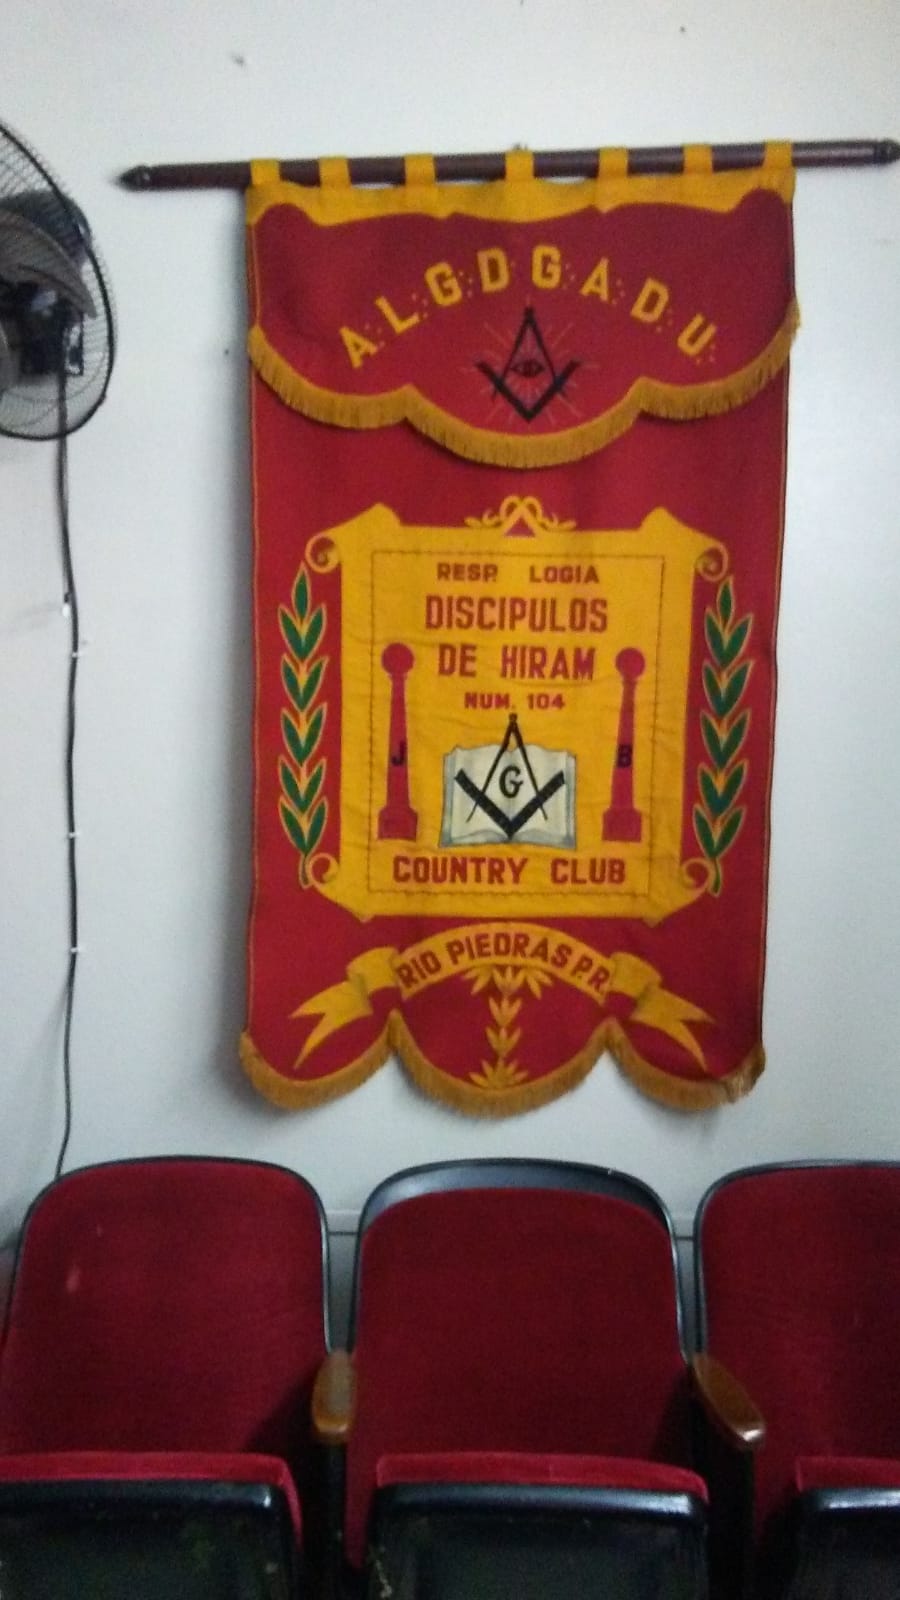 A∴L∴G∴D∴G∴A∴D∴U∴
RESP. LOGIA
DISCIPULOS
DE HIRAM
NUM. 104
J
B
G
COUNTRY CLUB
RIO PIEDRAS P.R.